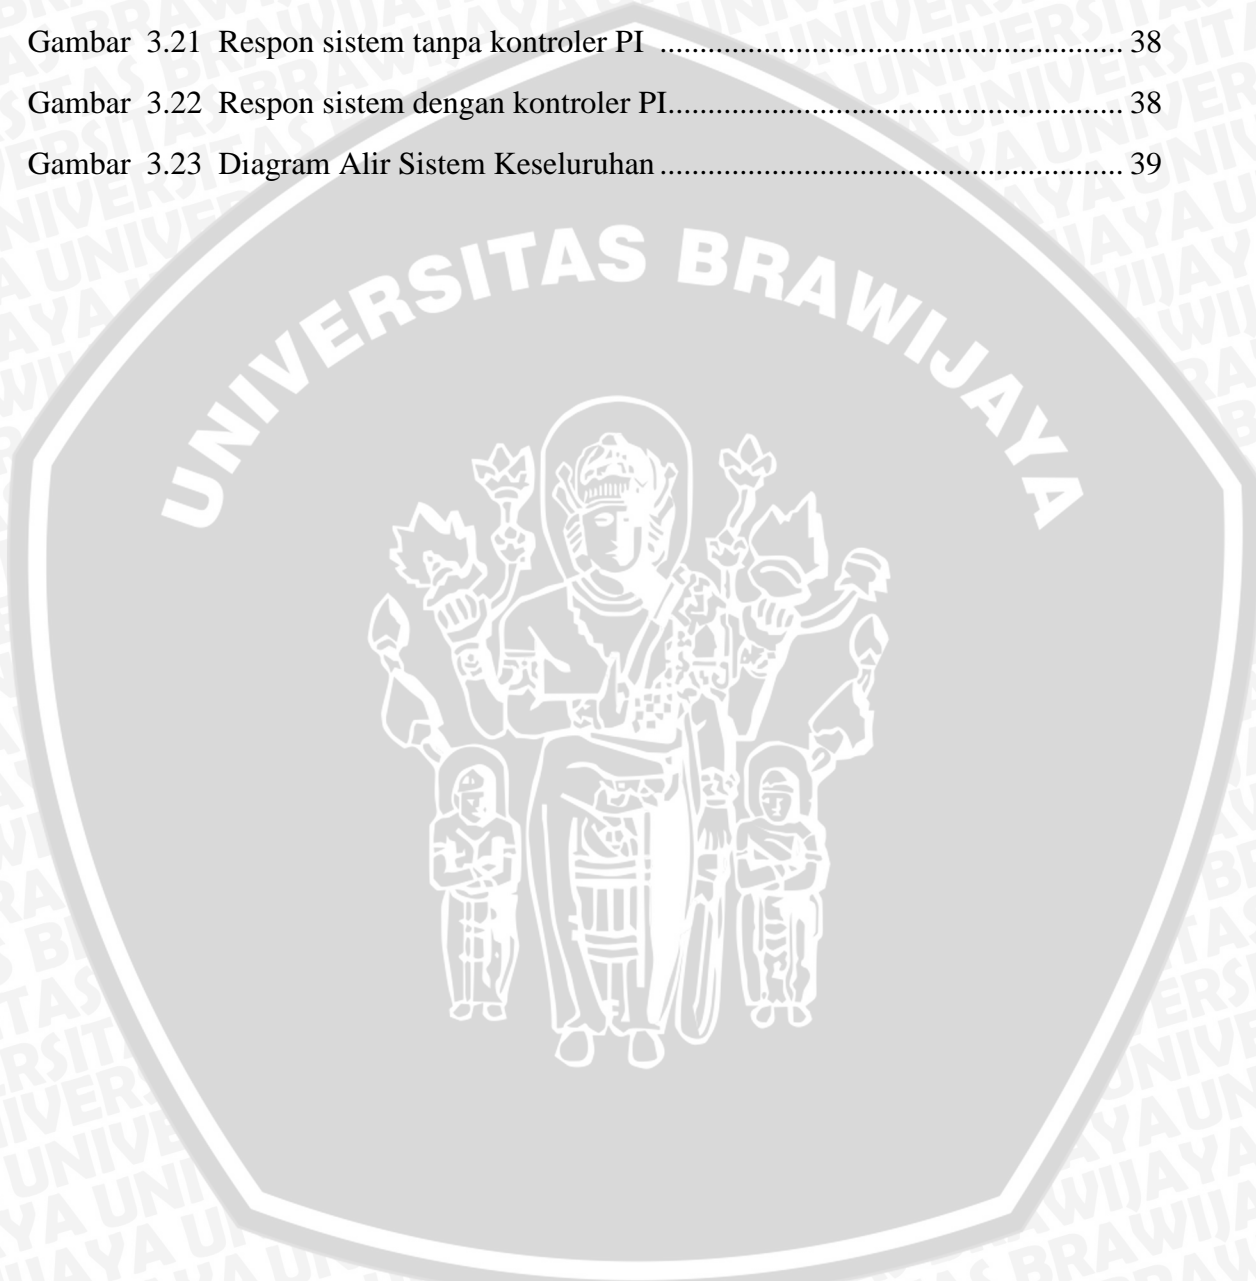 Gambar 3.21 Respon sistem tanpa kontroler PI ........................................................... 38
Gambar 3.22 Respon sistem dengan kontroler PI.......................................................... 38
Gambar 3.23 Diagram Alir Sistem Keseluruhan ........................................................... 39
UNIVERSITAS BRAWIJAYA